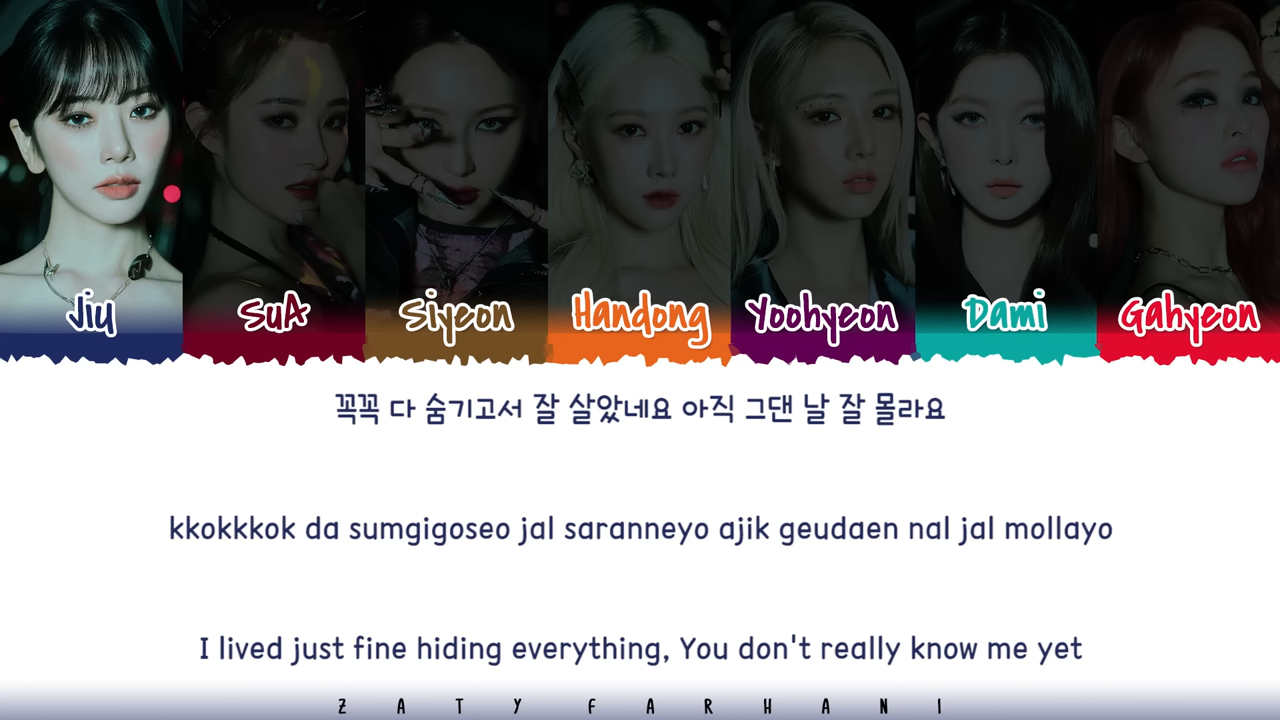 Jiu SuA Siyeon Handong Yoohyeon Dami Gahyeon
꼭꼭 다 숨기고서 잘 살았네요 아직 그댄 날 잘 몰라요
kkokkkok da sumgigoseo jal saranneyo ajik geudaen nal jal mollayo
I lived just fine hiding everything, You don't really know me yet
ZATY FARHANI